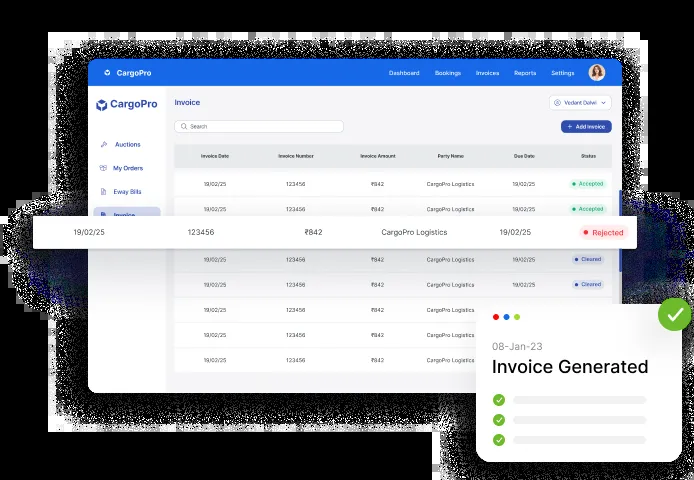 CargoPro
Dashboard Bookings Invoices Reports Settings
CargoPro
Invoice
Vedant Dalwi
Search
+ Add Invoice
Auctions
My Orders
Eway Bills
Invoice
Invoice Date Invoice Number Invoice Amount Party Name Due Date Status
19/02/25 123456 ₹842 CargoPro Logistics 19/02/25 Accepted
19/02/25 123456 ₹842 CargoPro Logistics 19/02/25 Accepted
19/02/25 123456 ₹842 CargoPro Logistics 19/02/25 Rejected
19/02/25 123456 ₹842 CargoPro Logistics 19/02/25 Cleared
19/02/25 123456 ₹842 CargoPro Logistics 19/02/25 Cleared
19/02/25 123456 ₹842 CargoPro Logistics
19/02/25 123456 ₹842 CargoPro Logistics
19/02/25 123456 ₹842 CargoPro Logistics
08-Jan-23
Invoice Generated